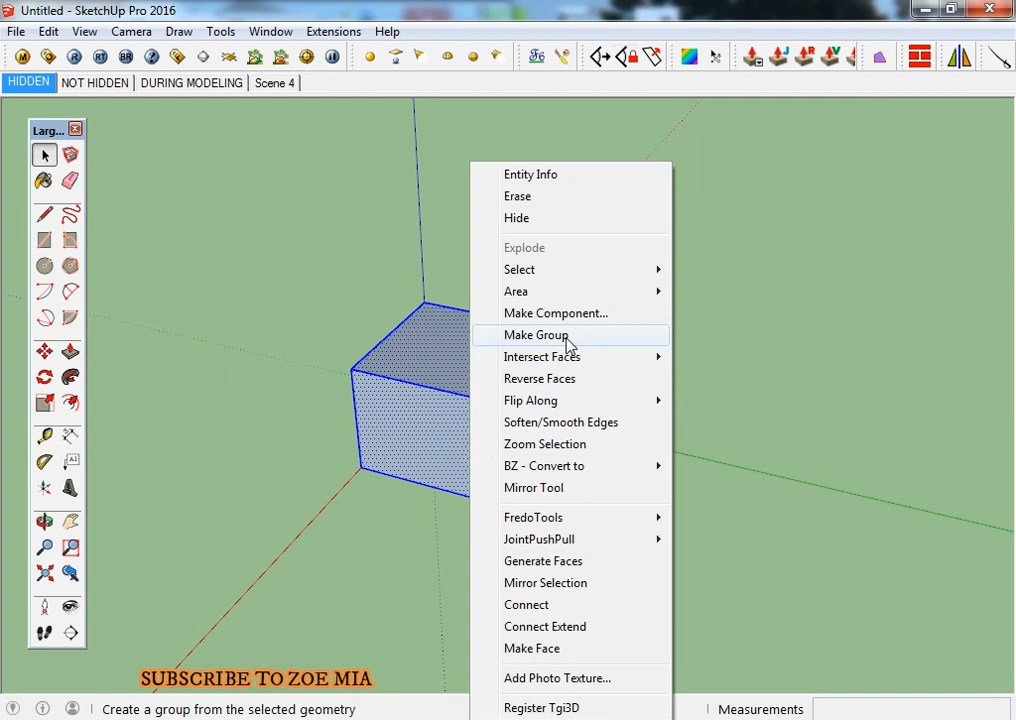 Untitled - SketchUp Pro 2016
File Edit View Camera Draw Tools Window Extensions Help
HIDDEN NOT HIDDEN DURING MODELING Scene 4
Larg...
Entity Info
Erase
Hide
Explode
Select
Area
Make Component...
Make Group
Intersect Faces
Reverse Faces
Flip Along
Soften/Smooth Edges
Zoom Selection
BZ - Convert to
Mirror Tool
FredoTools
JointPushPull
Generate Faces
Mirror Selection
Connect
Connect Extend
Make Face
Add Photo Texture...
Register Tgi3D
SUBSCRIBE TO ZOE MIA
Create a group from the selected geometry
Measurements